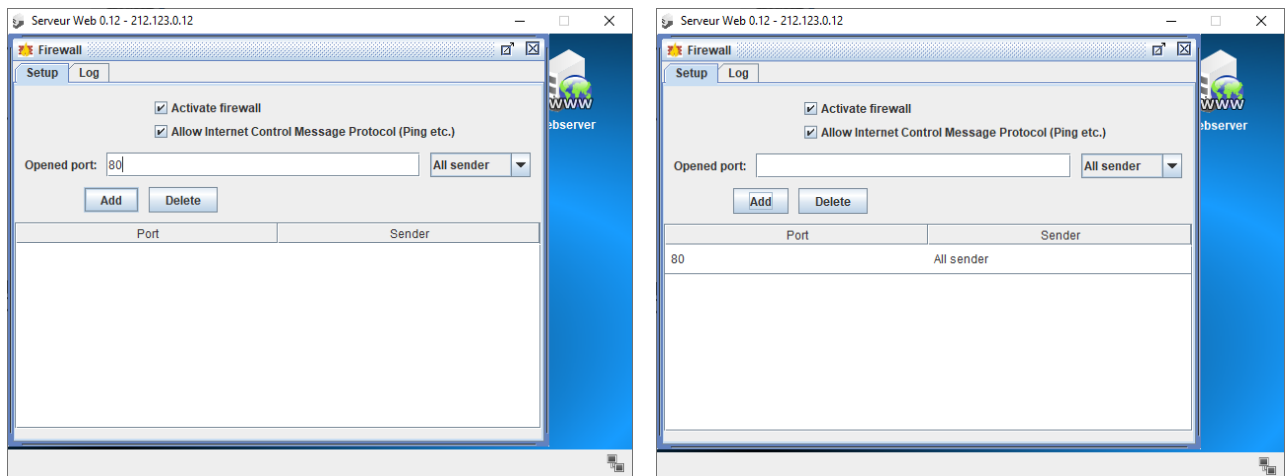 Serveur Web 0.12 - 212.123.0.12
Firewall
Setup Log
Activate firewall
Allow Internet Control Message Protocol (Ping etc.)
Opened port: 80 All sender
Add Delete
Port Sender
WWW
ebserver
Serveur Web 0.12 - 212.123.0.12
Firewall
Setup Log
Activate firewall
Allow Internet Control Message Protocol (Ping etc.)
Opened port: All sender
Add Delete
Port Sender
80 All sender
WWW
ebserver